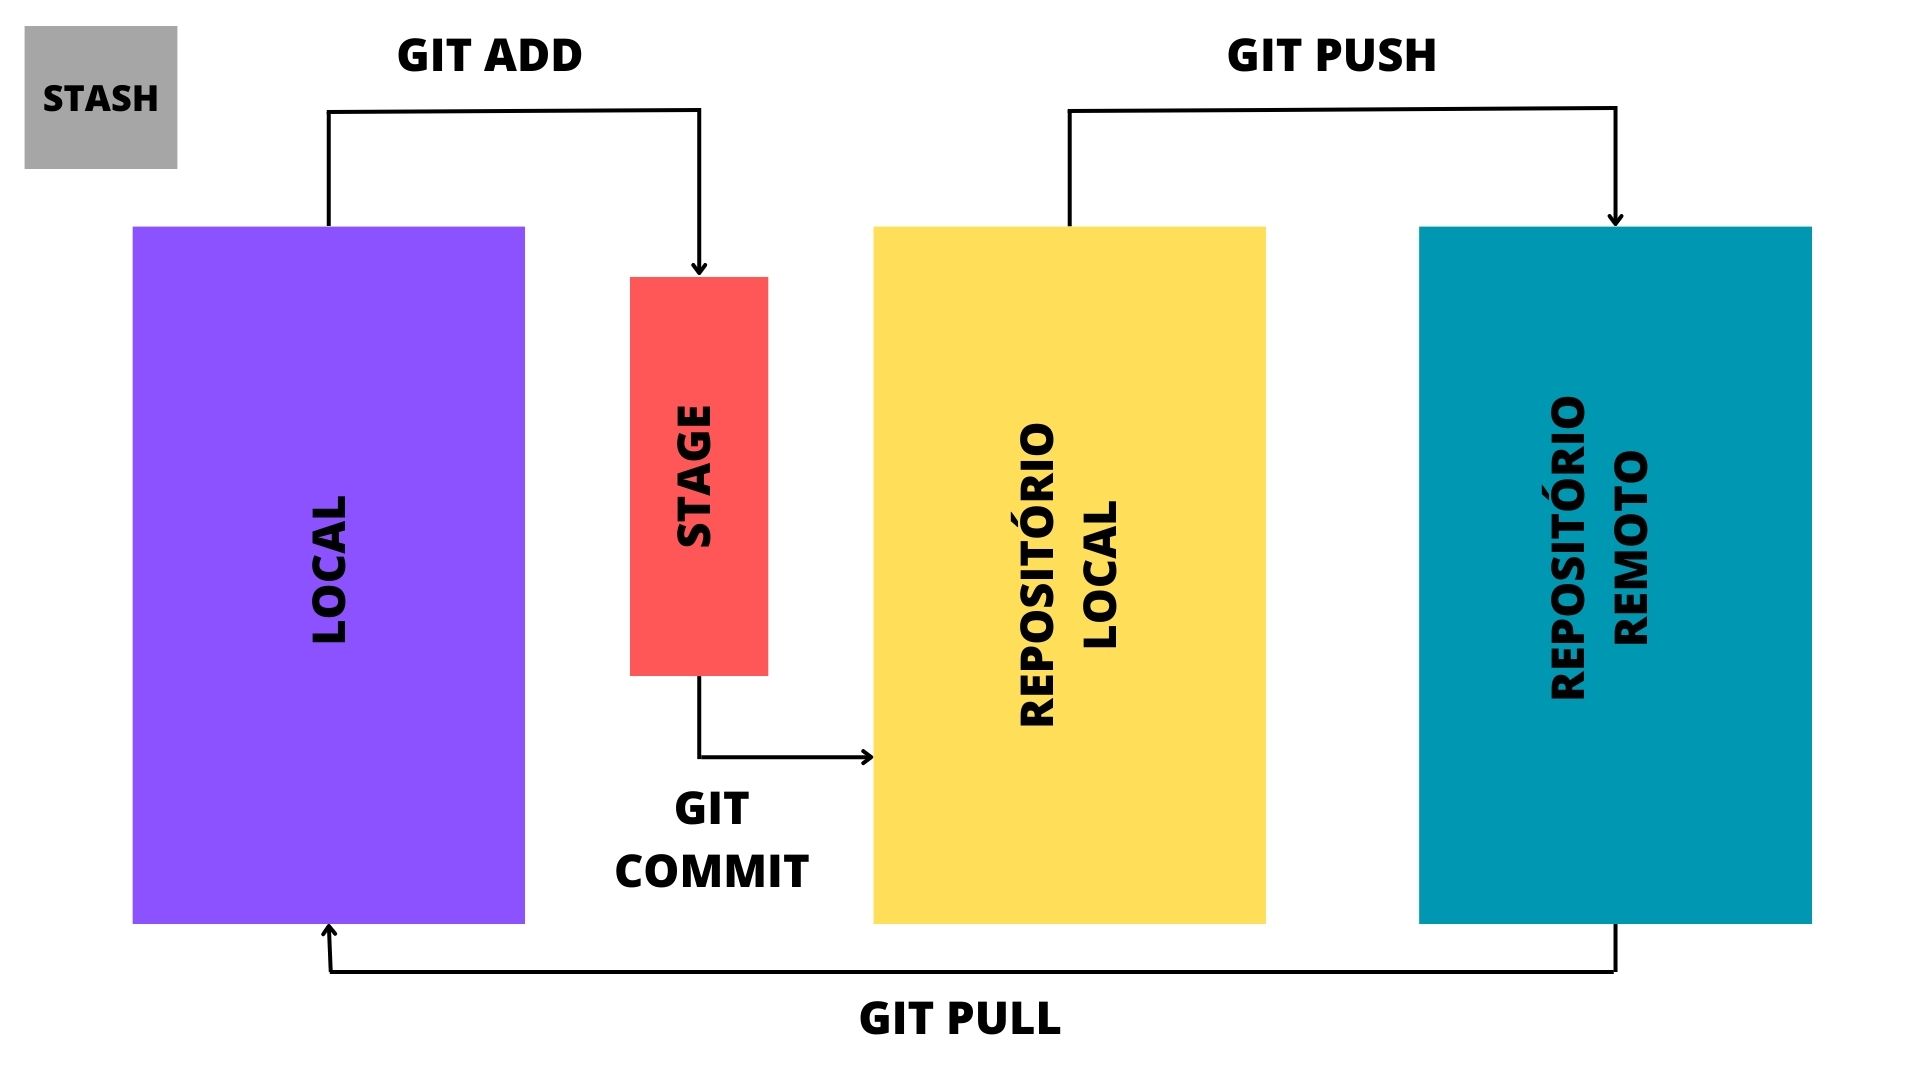 STASH
GIT ADD
GIT PUSH
LOCAL
STAGE
REPOSITÓRIO
LOCAL
REPOSITÓRIO
REMOTO
GIT
COMMIT
GIT PULL